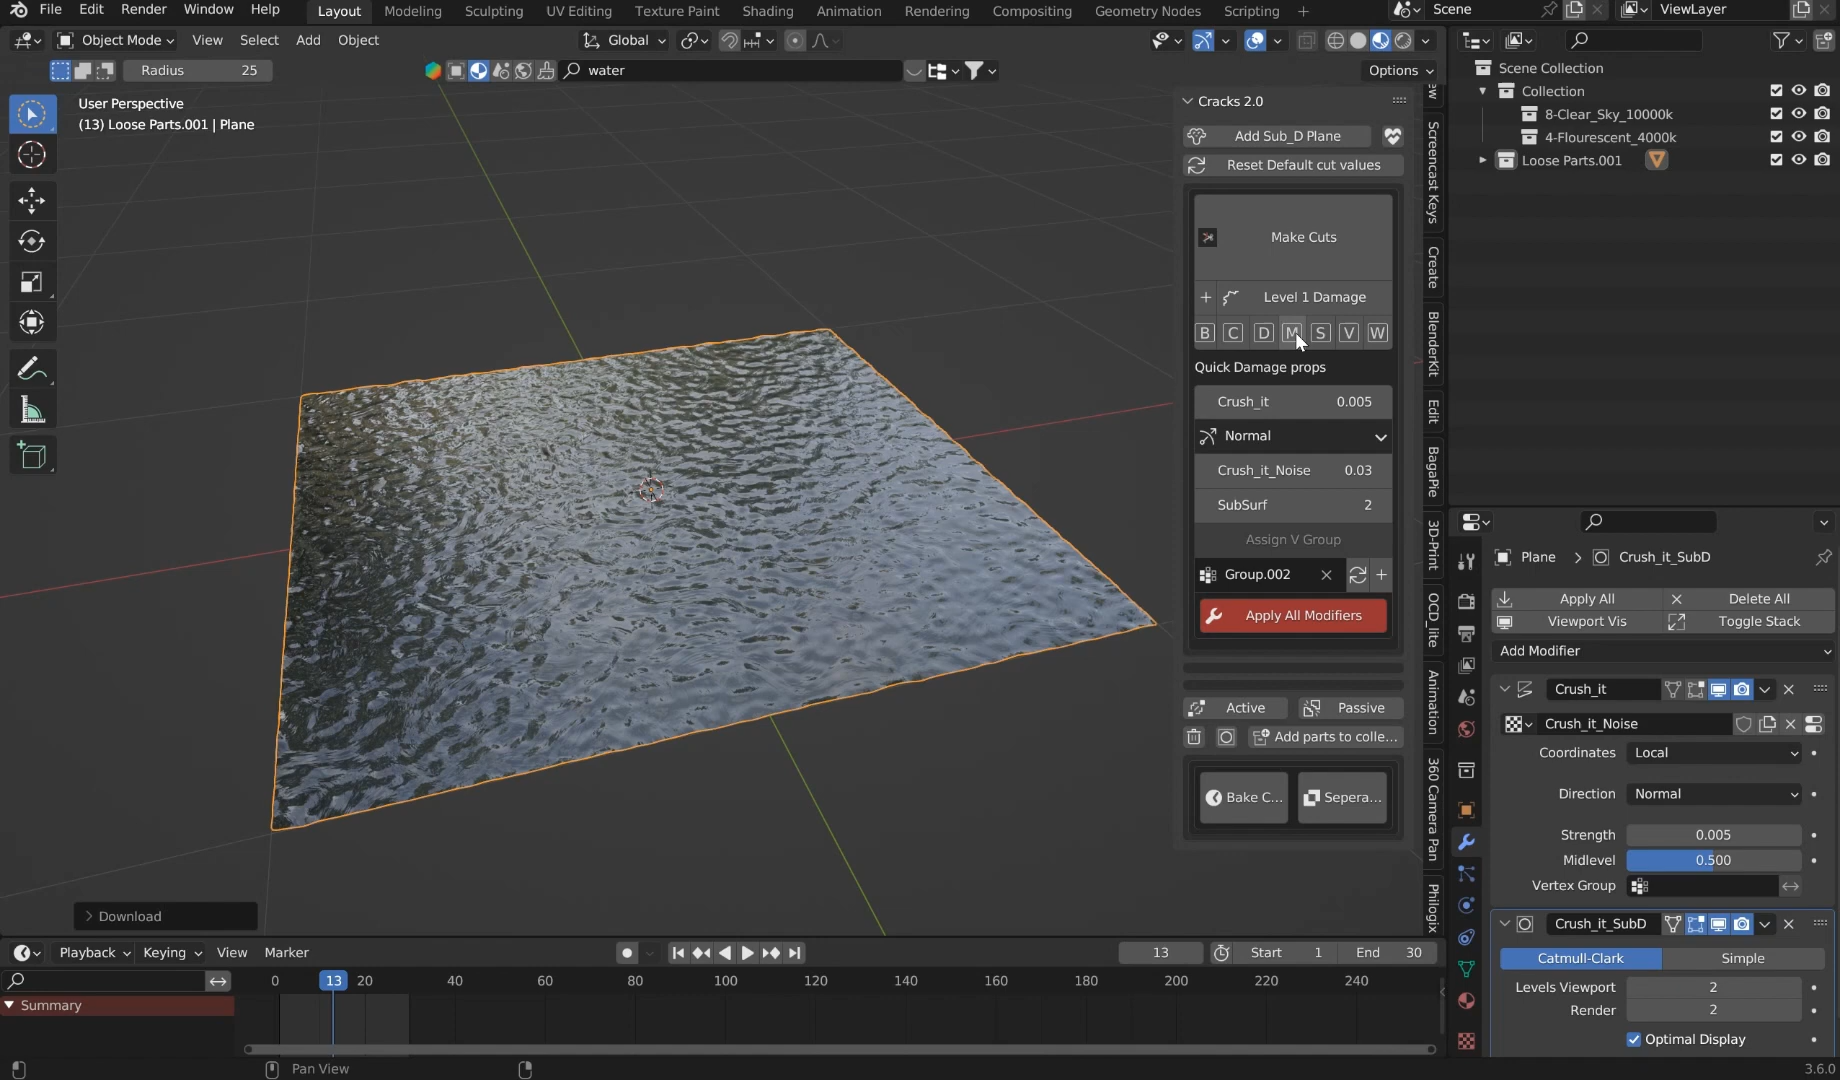 File Edit Render Window Help Layout Modeling Sculpting UV Editing Texture Paint Shading Animation Rendering Compositing Geometry Nodes Scripting + Scene ViewLayer
Object Mode View Select Add Object Global
Radius 25 water Options
User Perspective
(13) Loose Parts.001 | Plane
Cracks 2.0
Add Sub_D Plane
Reset Default cut values
Make Cuts
+ Level 1 Damage
B C D M S V W
Quick Damage props
Crush_it 0.005
Normal
Crush_it_Noise 0.03
SubSurf 2
Assign V Group
Group.002
Apply All Modifiers
Active Passive
Add parts to colle...
Bake C... Sepera...
Screencast Keys
Create
BlenderKit
Edit
BagaPie
3D-Print
OCD_lite
Animation
360 Camera Pan
Philogix
Scene Collection
Collection
8-Clear_Sky_10000k
4-Flourescent_4000k
Loose Parts.001
Plane > Crush_it_SubD
Apply All Delete All
Viewport Vis Toggle Stack
Add Modifier
Crush_it
Crush_it_Noise
Coordinates Local
Direction Normal
Strength 0.005
Midlevel 0.500
Vertex Group
Crush_it_SubD
Catmull-Clark Simple
Levels Viewport 2
Render 2
Optimal Display
> Download
Playback Keying View Marker 13 Start 1 End 30
0 13 20 40 60 80 100 120 140 160 180 200 220 240
Summary
Pan View 3.6.0